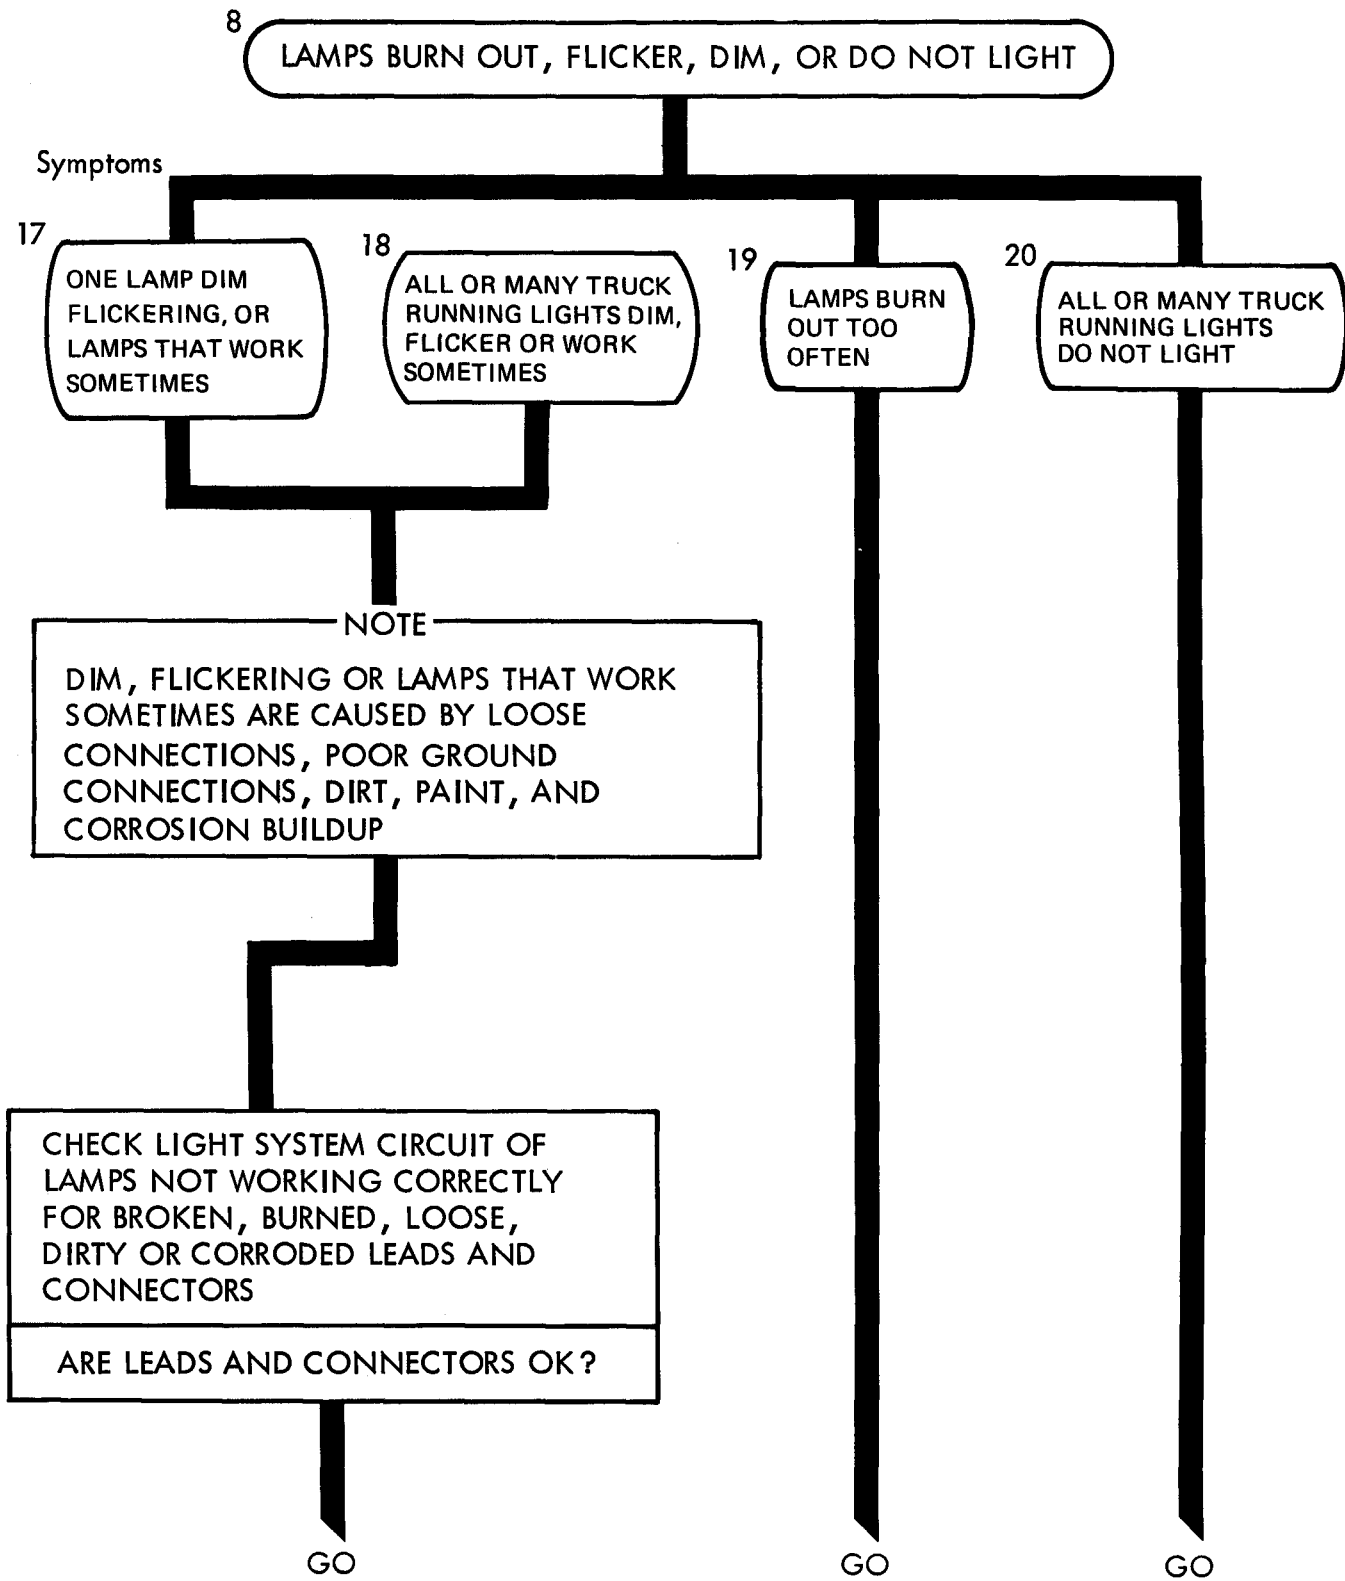 8
LAMPS BURN OUT, FLICKER, DIM, OR DO NOT LIGHT
Symptoms
17
ONE LAMP DIM
FLICKERING, OR
LAMPS THAT WORK
SOMETIMES
18
ALL OR MANY TRUCK
RUNNING LIGHTS DIM,
FLICKER OR WORK
SOMETIMES
19
LAMPS BURN
OUT TOO
OFTEN
20
ALL OR MANY TRUCK
RUNNING LIGHTS
DO NOT LIGHT
NOTE
DIM, FLICKERING OR LAMPS THAT WORK
SOMETIMES ARE CAUSED BY LOOSE
CONNECTIONS, POOR GROUND
CONNECTIONS, DIRT, PAINT, AND
CORROSION BUILDUP
CHECK LIGHT SYSTEM CIRCUIT OF
LAMPS NOT WORKING CORRECTLY
FOR BROKEN, BURNED, LOOSE,
DIRTY OR CORRODED LEADS AND
CONNECTORS
ARE LEADS AND CONNECTORS OK?
GO
GO
GO